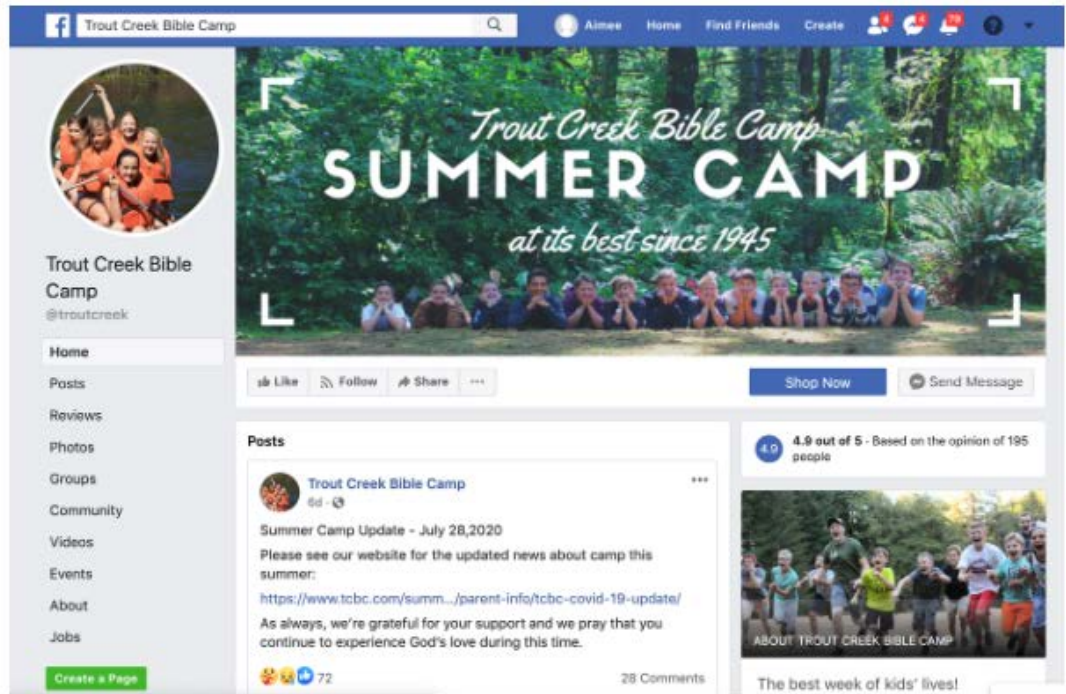 Trout Creek Bible Camp
Aimee Home Find Friends Create
Trout Creek Bible Camp
SUMMER CAMP
at its best since 1945
Trout Creek Bible
Camp
@troutcreek
Home
Posts
Reviews
Photos
Groups
Community
Videos
Events
About
Jobs
Create a Page
Like Follow Share ...
Shop Now
Send Message
Posts
Trout Creek Bible Camp
6d
Summer Camp Update - July 28,2020
Please see our website for the updated news about camp this
summer:
https://www.tcbc.com/summ.../parent-info/tcbc-covid-19-update/
As always, we're grateful for your support and we pray that you
continue to experience God's love during this time.
72
28 Comments
4.9
4.9 out of 5 - Based on the opinion of 195
people
ABOUT TROUT CREEK BIBLE CAMP
The best week of kids' lives!